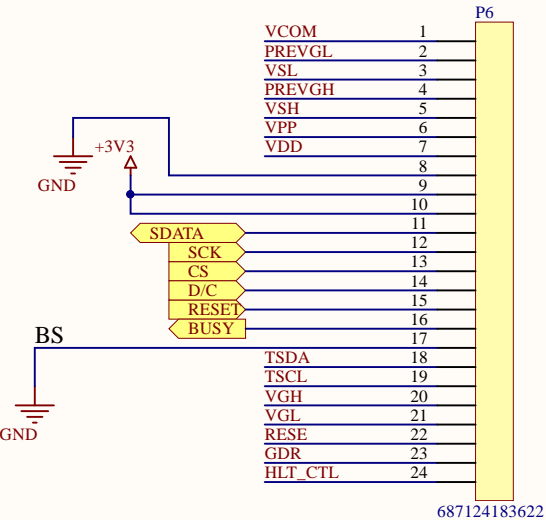 P6
VCOM 1
PREVGL 2
VSL 3
PREVGH 4
VSH 5
VPP 6
VDD 7
8
+3V3
GND
9
10
SDATA 11
SCK 12
CS 13
D/C 14
RESET 15
BUSY 16
BS 17
TSDA 18
TSCL 19
VGH 20
VGL 21
GND
RESE 22
GDR 23
HLT_CTL 24
687124183622